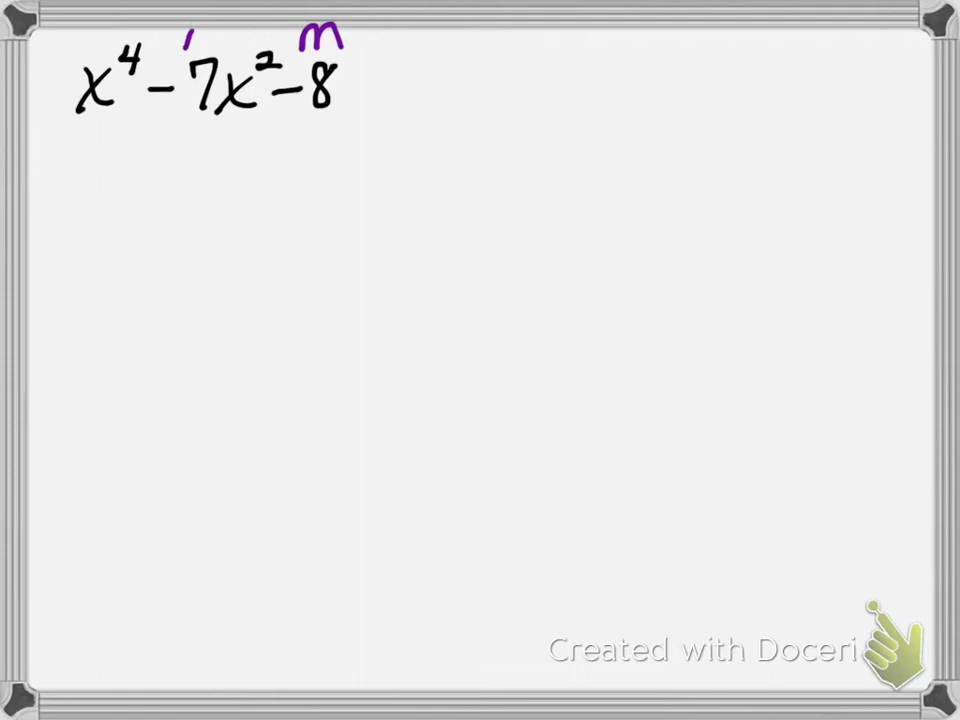 m
x⁴ - 7x² - 8
Created with Doceri